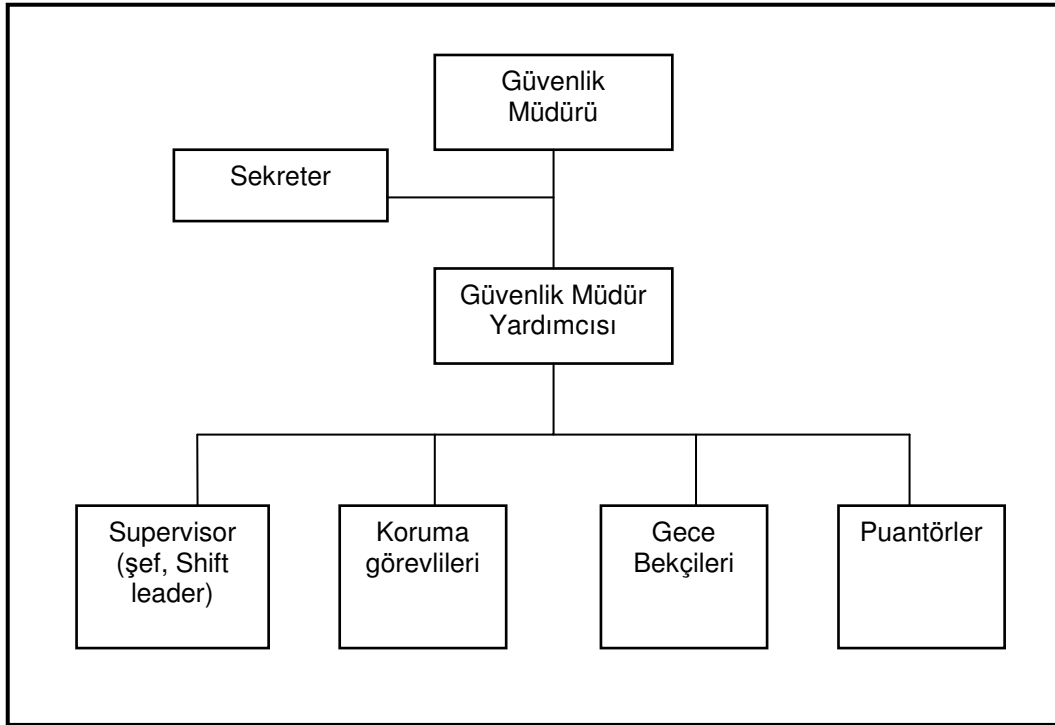 Güvenlik
Müdürü
Sekreter
Güvenlik Müdür
Yardımcısı
Supervisor
(şef, Shift
leader)
Koruma
görevlileri
Gece
Bekçileri
Puantörler